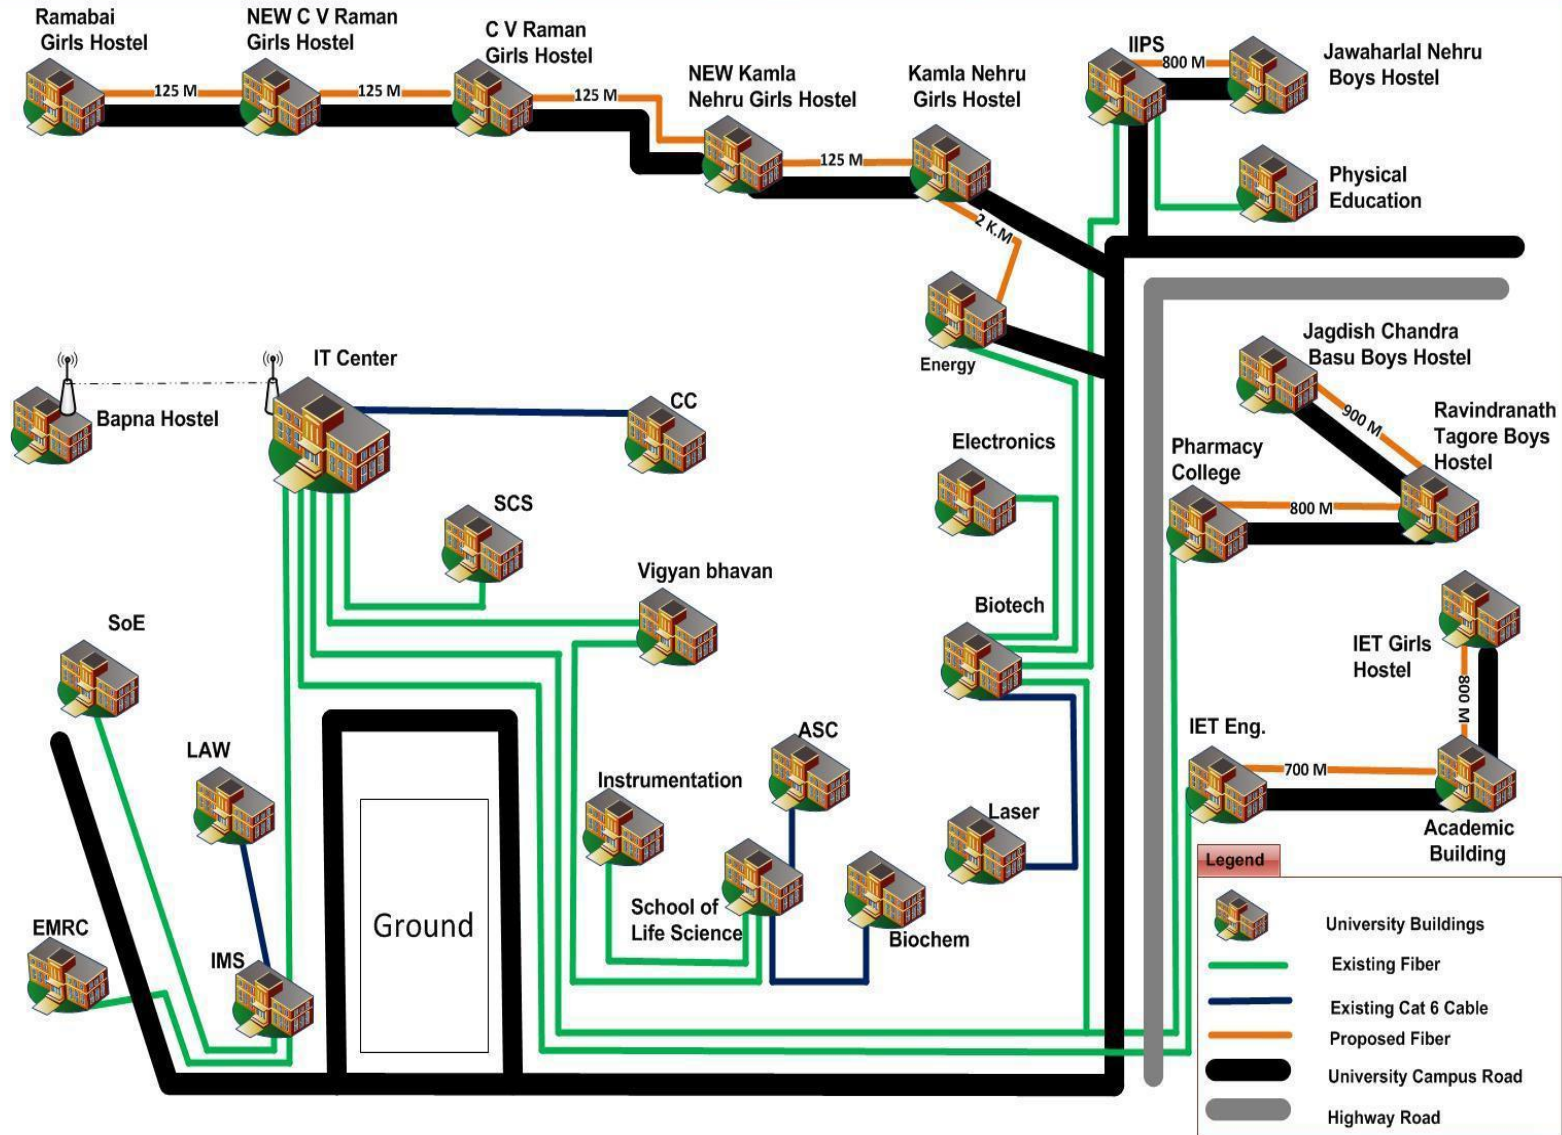 Ramabai
Girls Hostel
NEW C V Raman
Girls Hostel
C V Raman
Girls Hostel
NEW Kamla
Nehru Girls Hostel
Kamla Nehru
Girls Hostel
IIPS
800 M
Jawaharlal Nehru
Boys Hostel
125 M
125 M
125 M
125 M
Physical
Education
2 K.M
Energy
Jagdish Chandra
Basu Boys Hostel
IT Center
Bapna Hostel
CC
900 M
Ravindranath
Tagore Boys
Hostel
Electronics
Pharmacy
College
800 M
SCS
Vigyan bhavan
Biotech
SoE
IET Girls
Hostel
800 M
LAW
ASC
IET Eng.
700 M
Instrumentation
Laser
Academic
Building
School of
Life Science
Biochem
EMRC
IMS
Ground
Legend
University Buildings
Existing Fiber
Existing Cat 6 Cable
Proposed Fiber
University Campus Road
Highway Road